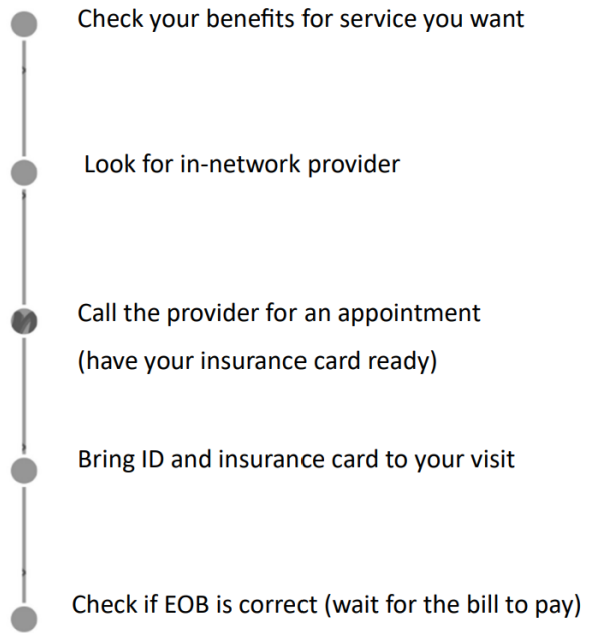 Check your benefits for service you want
Look for in-network provider
Call the provider for an appointment
(have your insurance card ready)
Bring ID and insurance card to your visit
Check if EOB is correct (wait for the bill to pay)